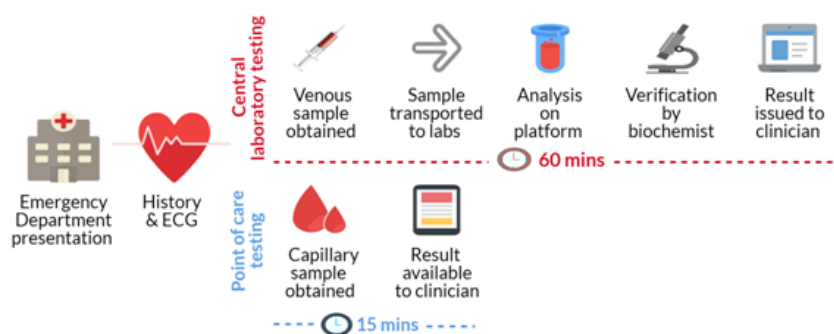 Emergency
Department
presentation
History
& ECG
Central
laboratory testing
Venous
sample
obtained
Sample
transported
to labs
Analysis
on
platform
Verification
by
biochemist
Result
issued to
clinician
60 mins
Point of care
testing
Capillary
sample
obtained
Result
available
to clinician
15 mins